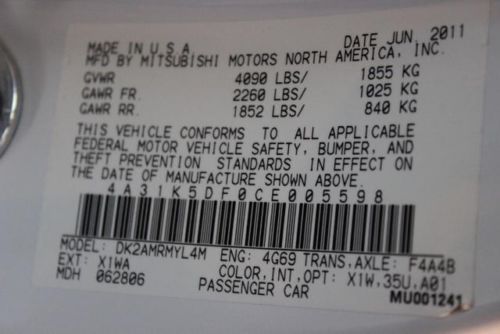 MADE IN U.S.A. DATE JUN. 2011
MFD BY MITSUBISHI MOTORS NORTH AMERICA, INC.
GVWR 4090 LBS/ 1855 KG
GAWR FR. 2260 LBS/ 1025 KG
GAWR RR. 1852 LBS/ 840 KG
THIS VEHICLE CONFORMS TO ALL APPLICABLE
FEDERAL MOTOR VEHICLE SAFETY, BUMPER, AND
THEFT PREVENTION STANDARDS IN EFFECT ON
THE DATE OF MANUFACTURE SHOWN ABOVE.
4A31K5DF0CE005598
MODEL: DK2AMRMYL4M ENG: 4G69 TRANS,AXLE: F4A4B
EXT: X1WA COLOR,INT,OPT: X1W,35U,A01
MDH 062806 PASSENGER CAR
MU001241